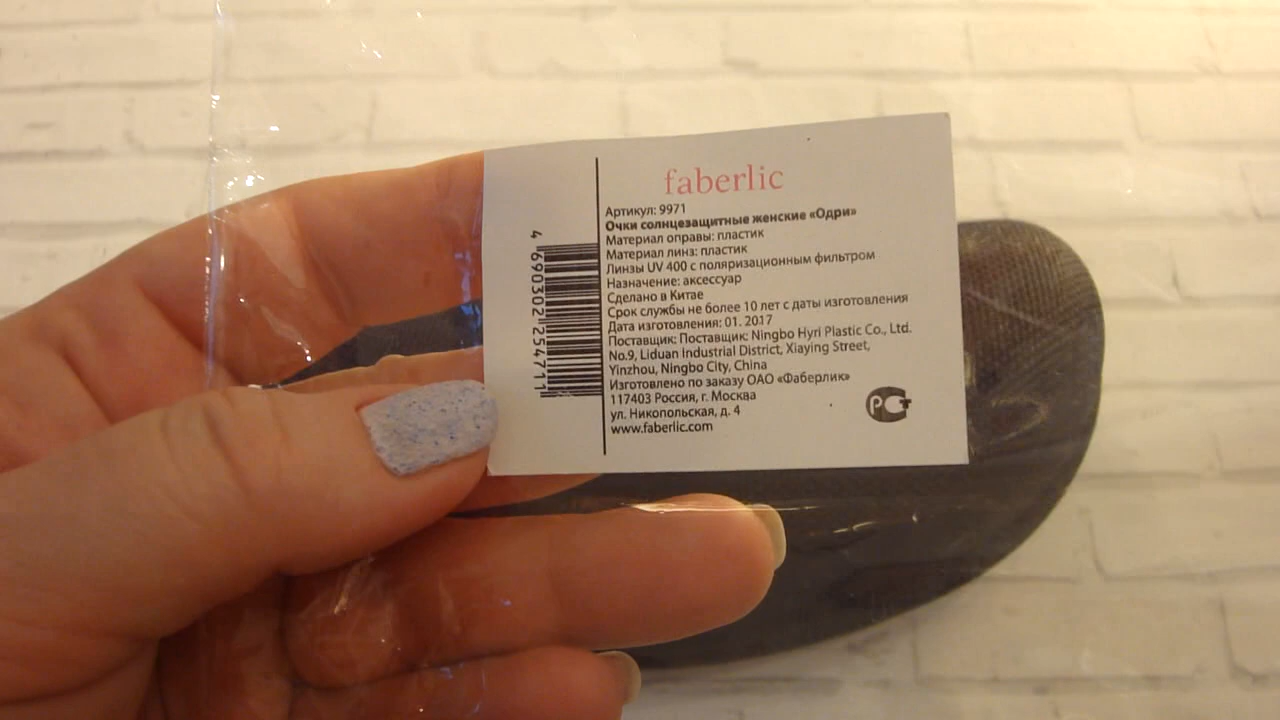 faberlic
Артикул: 9971
Очки солнцезащитные женские «Одри»
Материал оправы: пластик
Материал линз: пластик
Линзы UV 400 с поляризационным фильтром
Назначение: аксессуар
Сделано в Китае
Срок службы не более 10 лет с даты изготовления
Дата изготовления: 01. 2017
Поставщик: Поставщик: Ningbo Hyri Plastic Co., Ltd.
No.9, Liduan Industrial District, Xiaying Street,
Yinzhou, Ningbo City, China
Изготовлено по заказу ОАО «Фаберлик»
117403 Россия, г. Москва
ул. Никопольская, д. 4
www.faberlic.com
4 690302 254711
РСТ